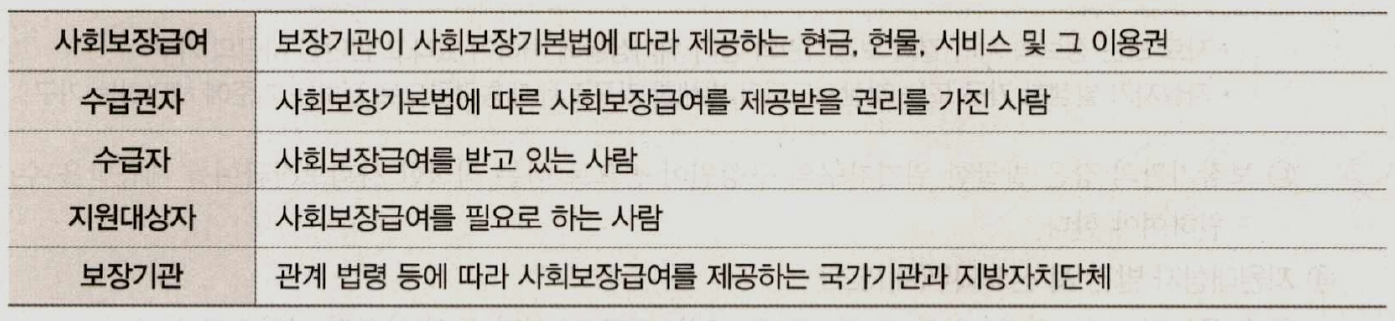 사회보장급여 보장기관이 사회보장기본법에 따라 제공하는 현금, 현물, 서비스 및 그 이용권
수급권자 사회보장기본법에 따른 사회보장급여를 제공받을 권리를 가진 사람
수급자 사회보장급여를 받고 있는 사람
지원대상자 사회보장급여를 필요로 하는 사람
보장기관 관계 법령 등에 따라 사회보장급여를 제공하는 국가기관과 지방자치단체